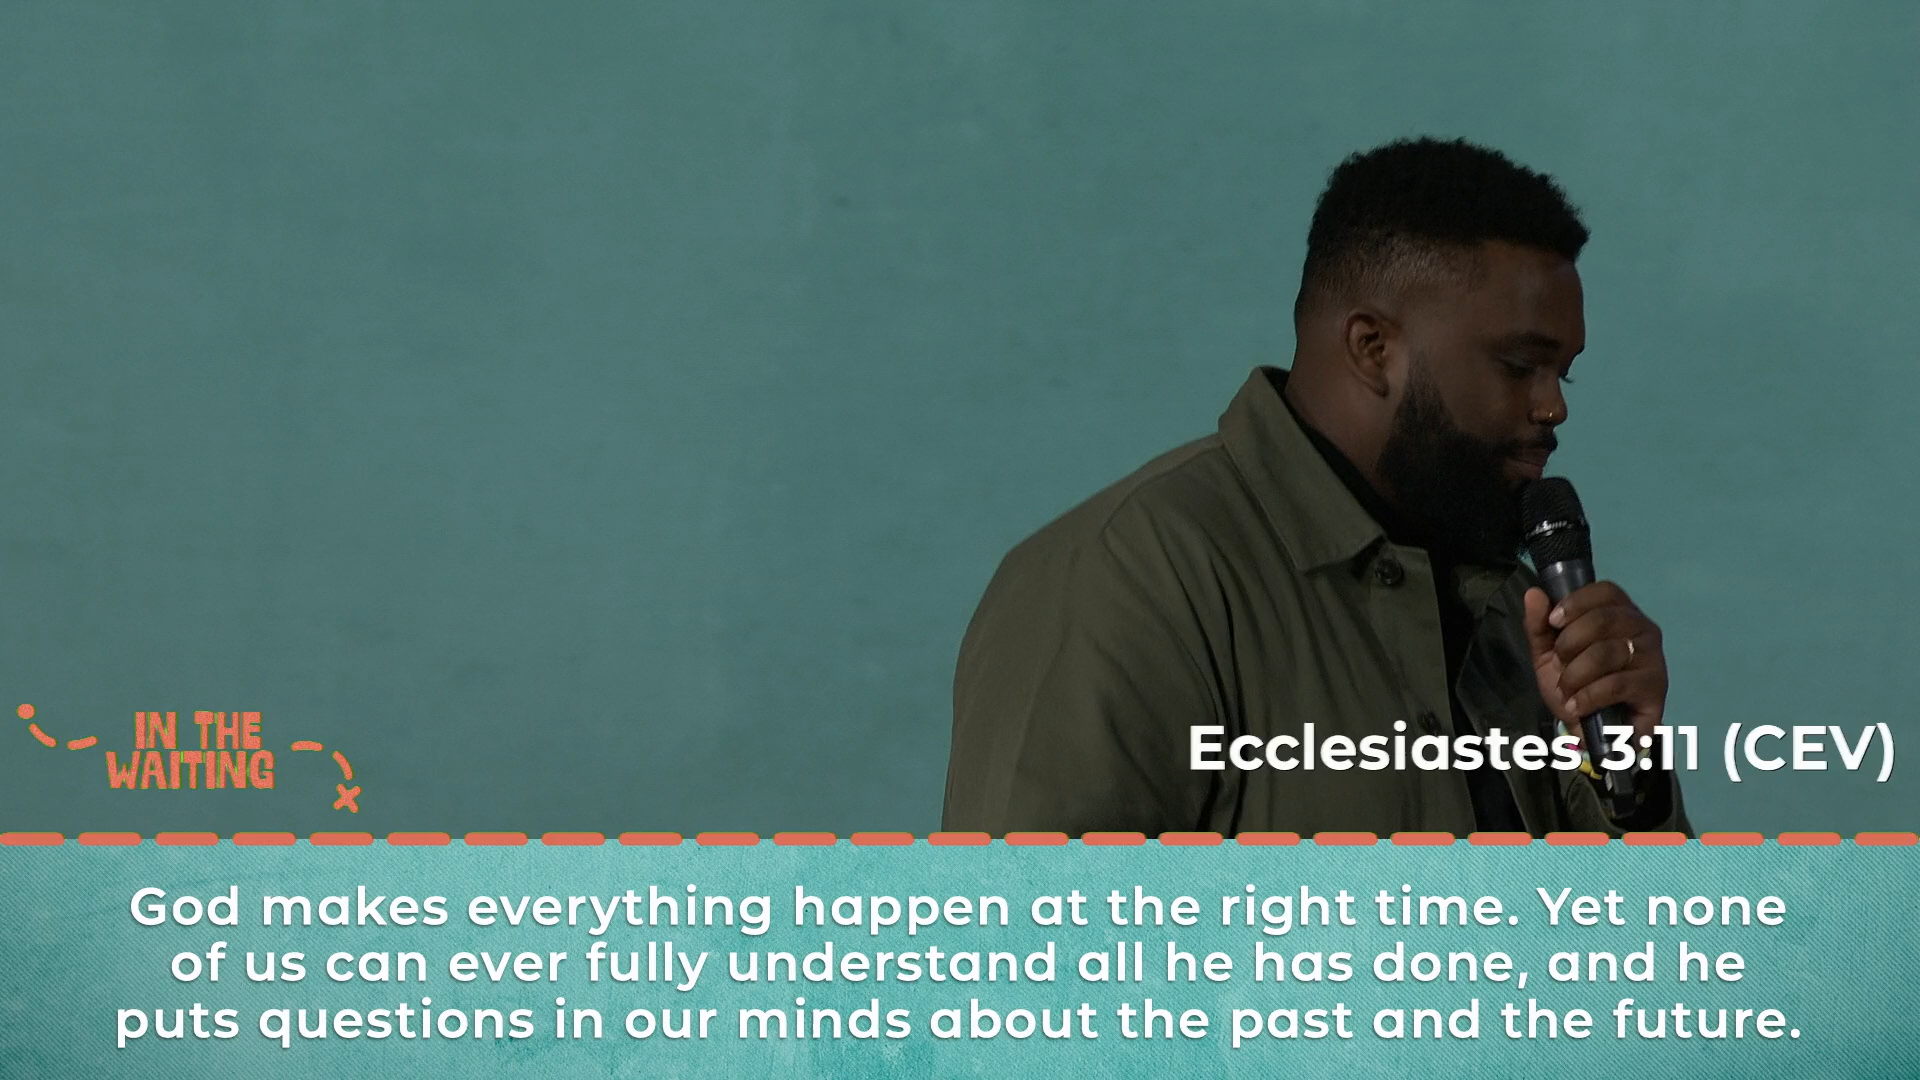 IN THE
WAITING
Ecclesiastes 3:11 (CEV)
God makes everything happen at the right time. Yet none
of us can ever fully understand all he has done, and he
puts questions in our minds about the past and the future.